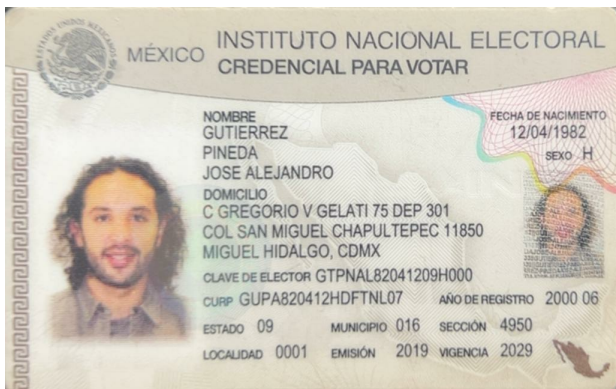 MÉXICO
INSTITUTO NACIONAL ELECTORAL
CREDENCIAL PARA VOTAR
NOMBRE
GUTIERREZ
PINEDA
JOSE ALEJANDRO
FECHA DE NACIMIENTO
12/04/1982
SEXO H
DOMICILIO
C GREGORIO V GELATI 75 DEP 301
COL SAN MIGUEL CHAPULTEPEC 11850
MIGUEL HIDALGO, CDMX
CLAVE DE ELECTOR GTPNAL82041209H000
CURP GUPA820412HDFTNL07 AÑO DE REGISTRO 2000 06
ESTADO 09 MUNICIPIO 016 SECCIÓN 4950
LOCALIDAD 0001 EMISIÓN 2019 VIGENCIA 2029